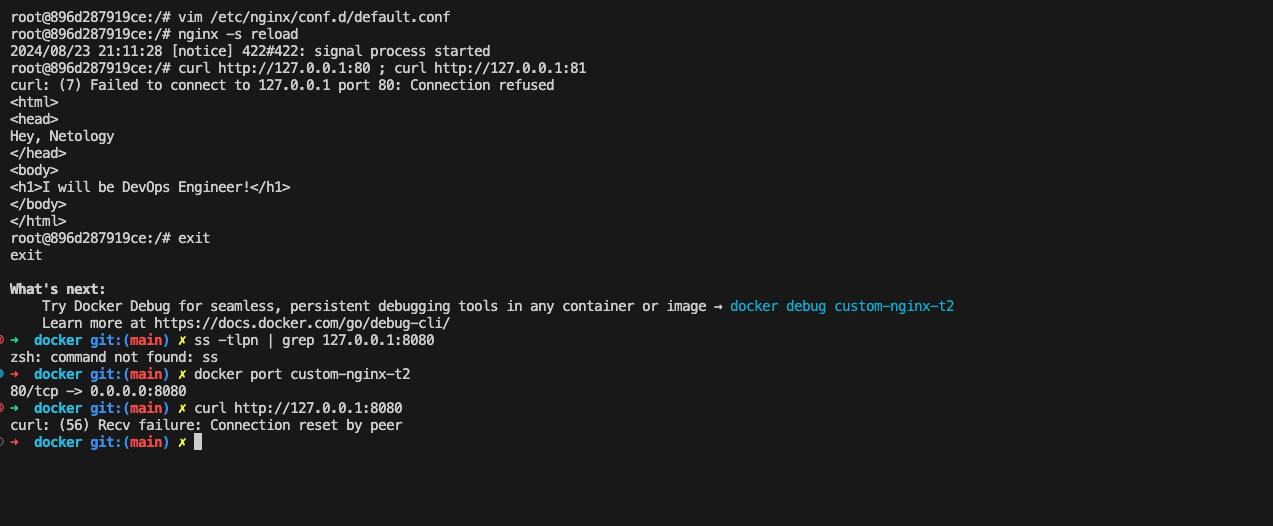 root@896d287919ce:/# vim /etc/nginx/conf.d/default.conf
root@896d287919ce:/# nginx -s reload
2024/08/23 21:11:28 [notice] 422#422: signal process started
root@896d287919ce:/# curl http://127.0.0.1:80 ; curl http://127.0.0.1:81
curl: (7) Failed to connect to 127.0.0.1 port 80: Connection refused
<html>
<head>
Hey, Netology
</head>
<body>
<h1>I will be DevOps Engineer!</h1>
</body>
</html>
root@896d287919ce:/# exit
exit
What's next:
    Try Docker Debug for seamless, persistent debugging tools in any container or image → docker debug custom-nginx-t2
    Learn more at https://docs.docker.com/go/debug-cli/
➜  docker git:(main) ✗ ss -tlpn | grep 127.0.0.1:8080
zsh: command not found: ss
➜  docker git:(main) ✗ docker port custom-nginx-t2
80/tcp -> 0.0.0.0:8080
➜  docker git:(main) ✗ curl http://127.0.0.1:8080
curl: (56) Recv failure: Connection reset by peer
➜  docker git:(main) ✗